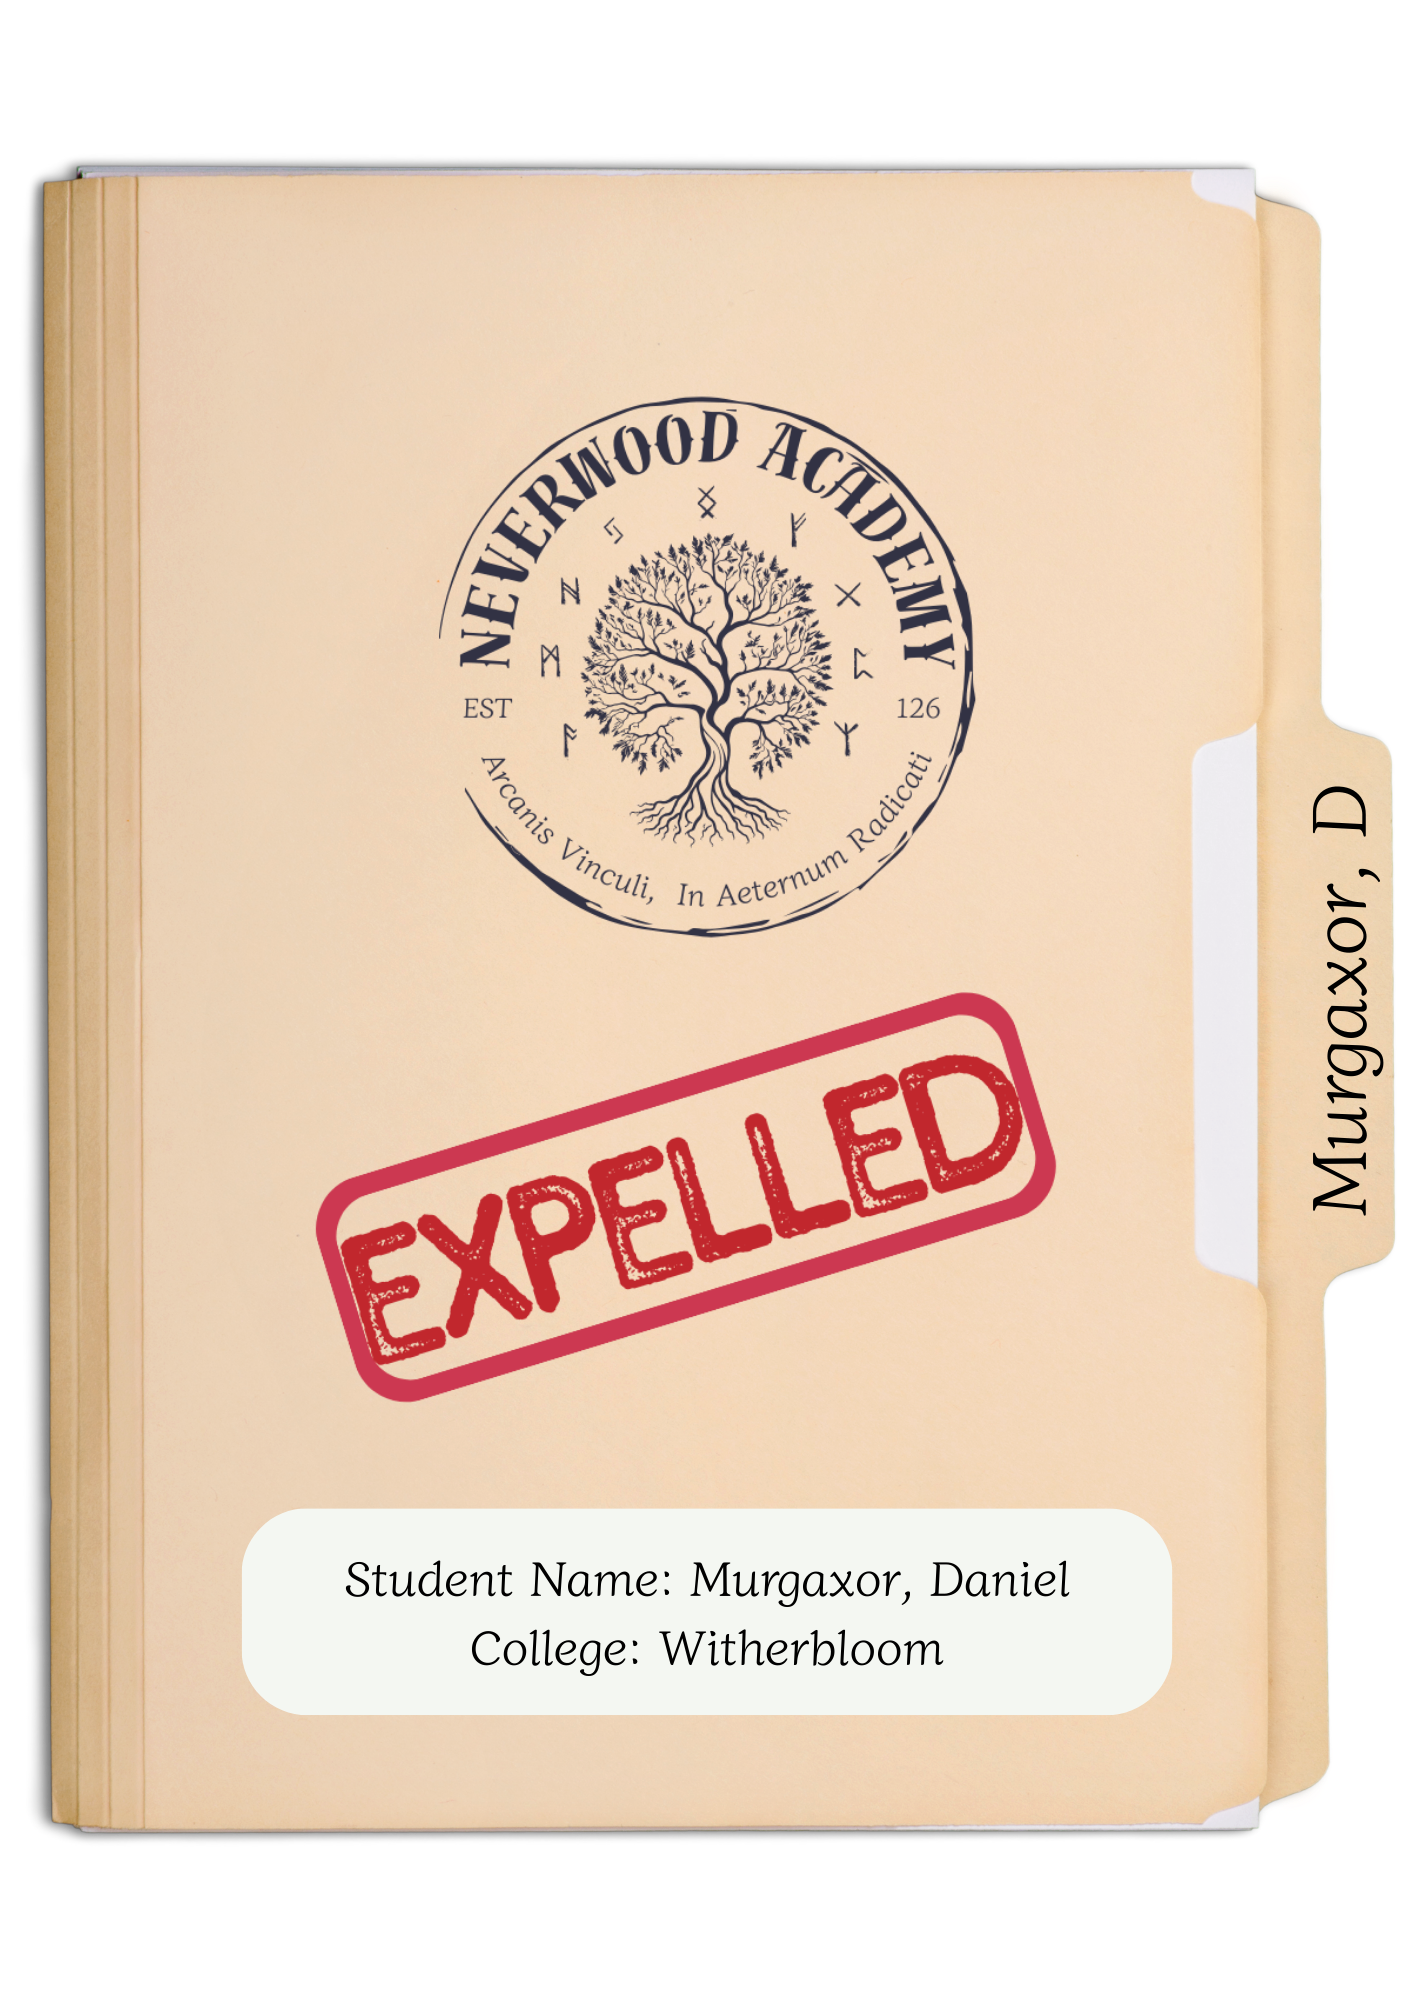 NEVERWOOD ACADEMY
EST 126
Arcanis Vinculi, In Aeternum Radicati
Murgaxor, D
EXPELLED
Student Name: Murgaxor, Daniel
College: Witherbloom